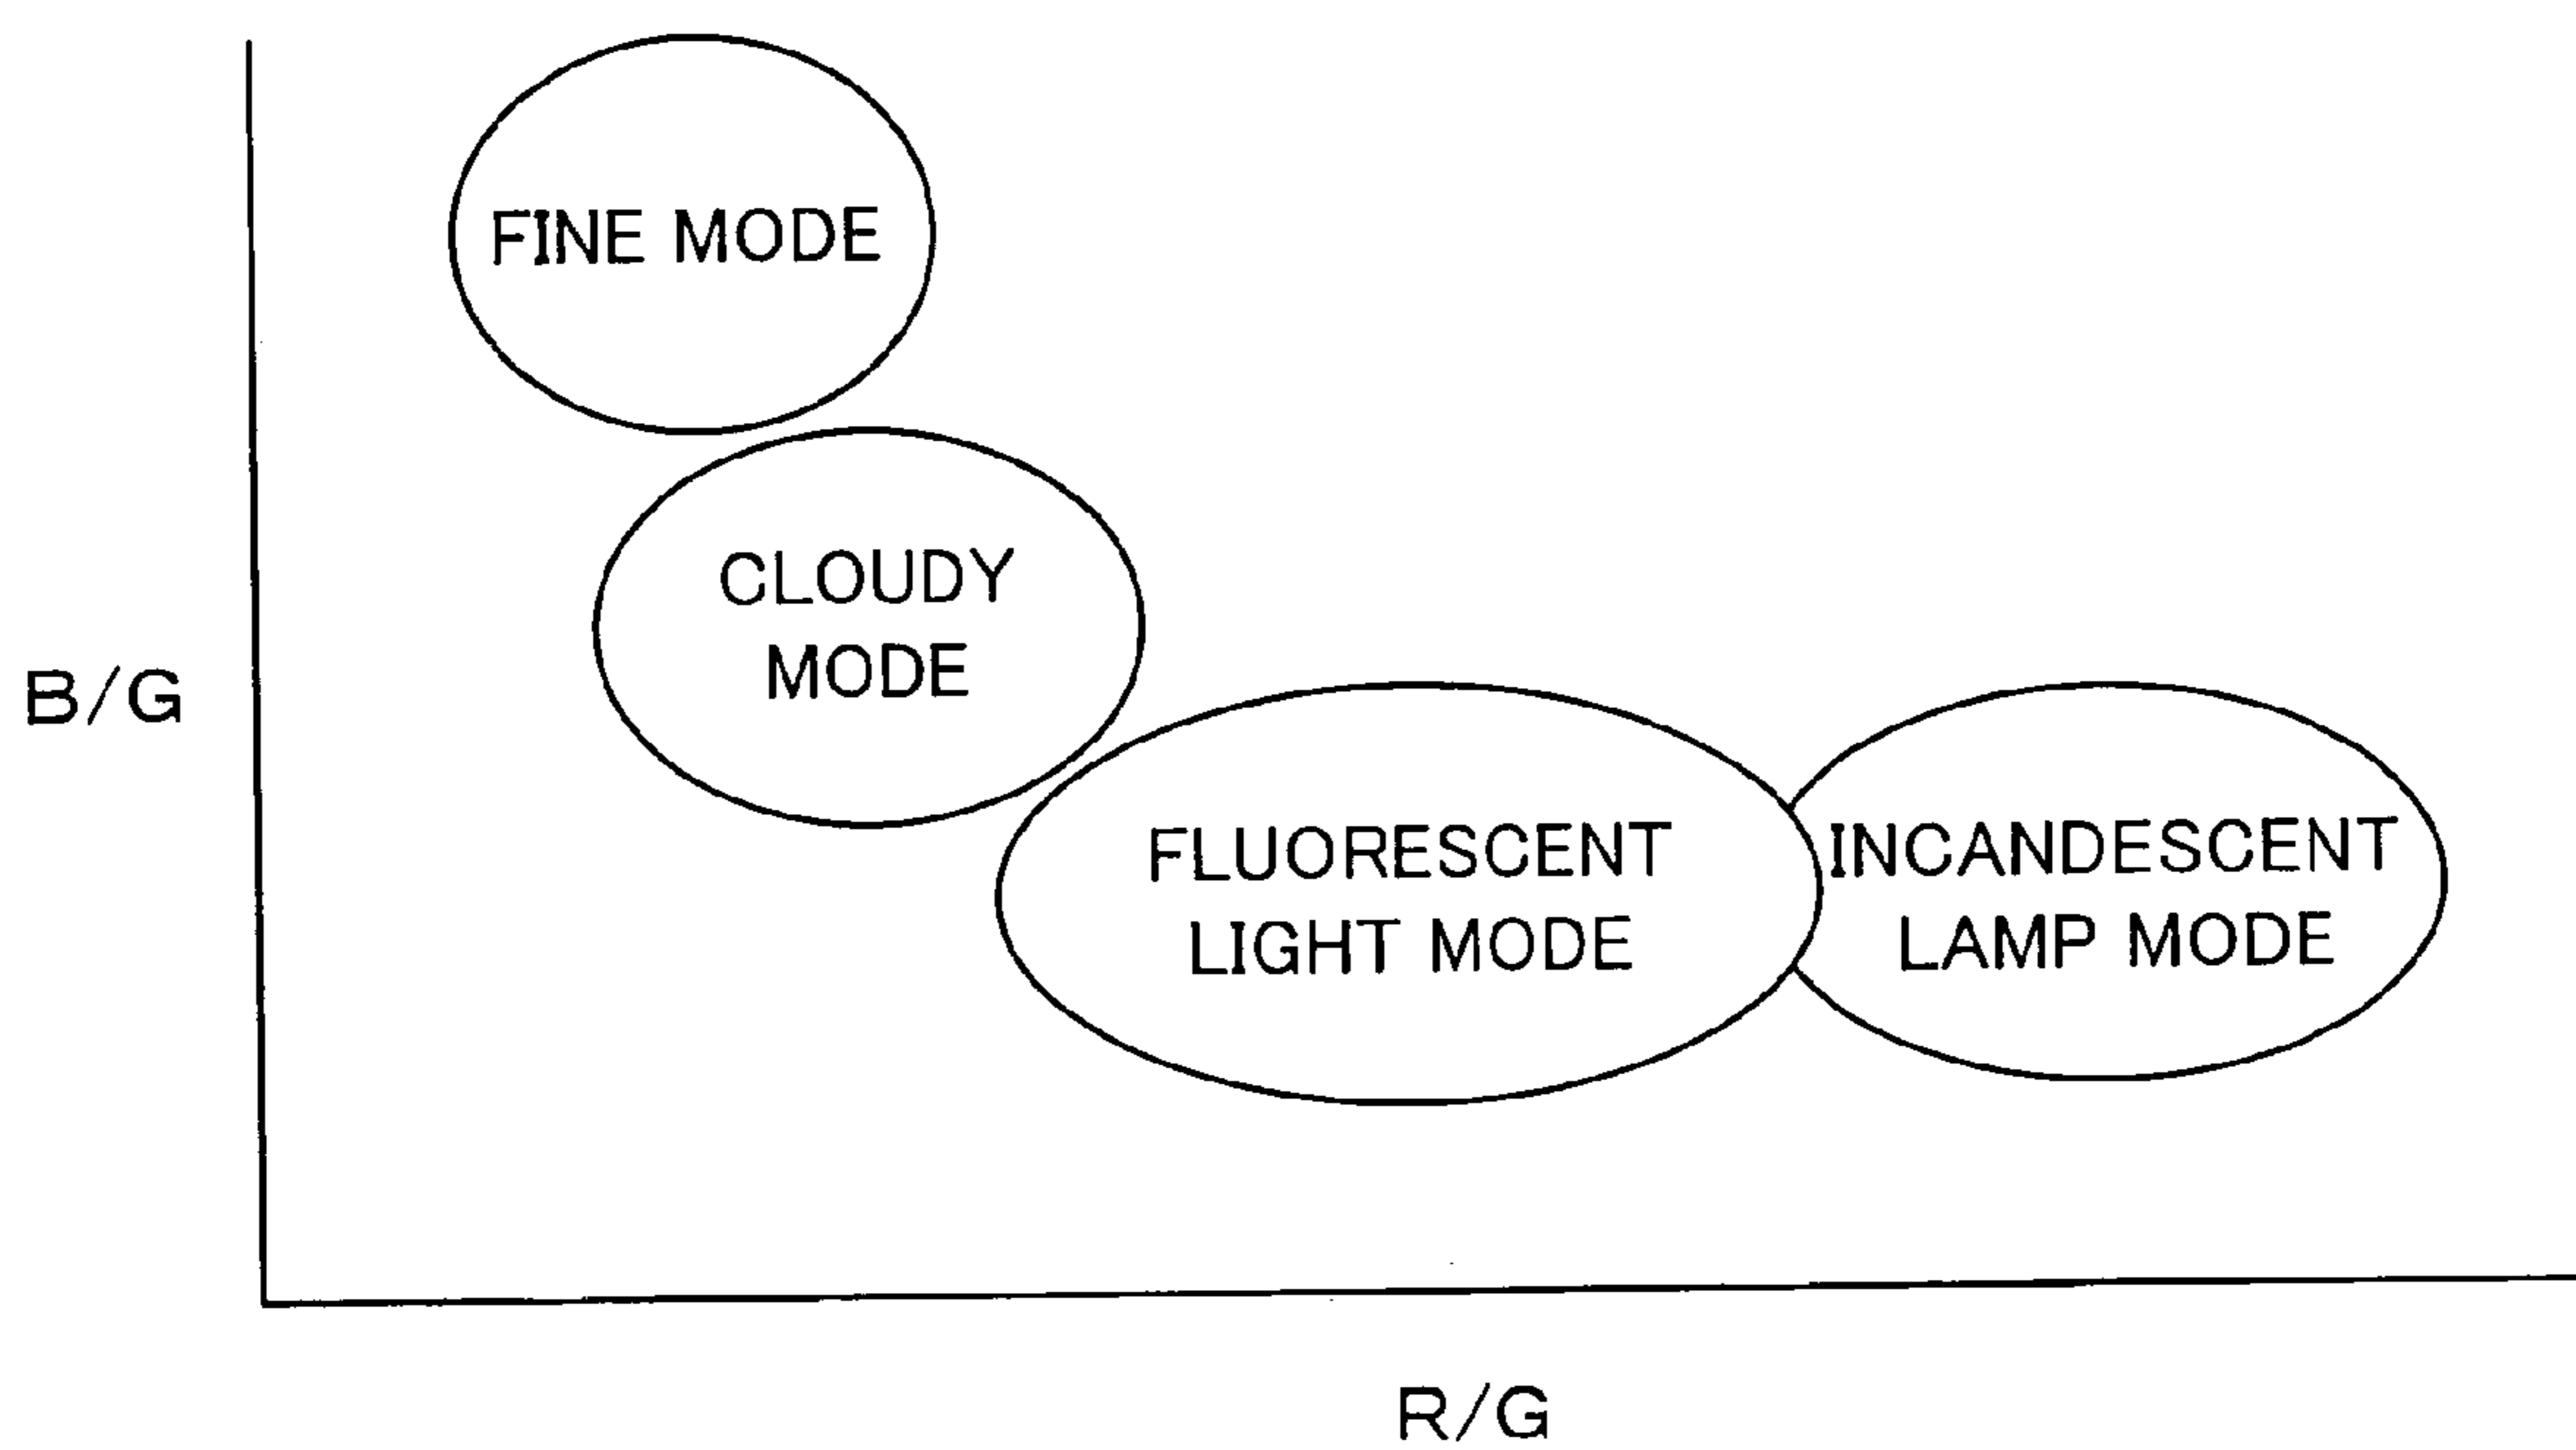 FINE MODE
CLOUDY
MODE
B/G
FLUORESCENT
LIGHT MODE
INCANDESCENT
LAMP MODE
R/G